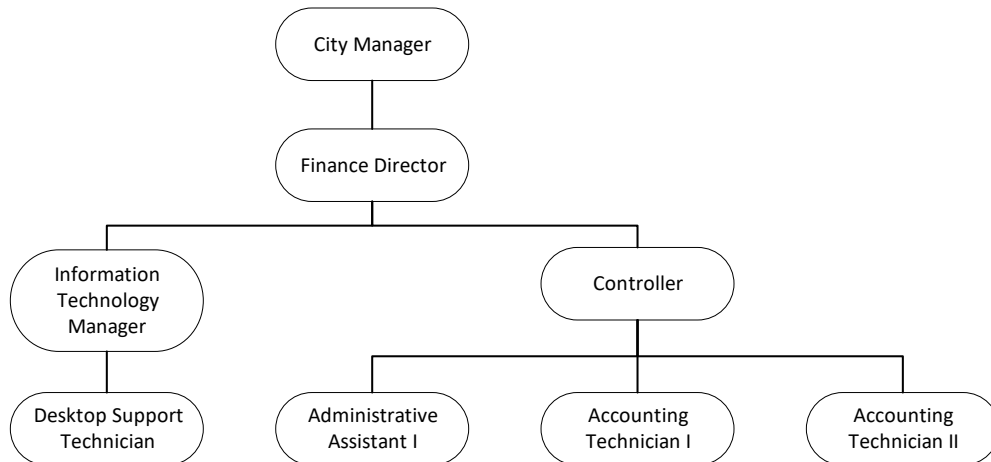 City Manager
Finance Director
Information
Technology
Manager
Controller
Desktop Support
Technician
Administrative
Assistant I
Accounting
Technician I
Accounting
Technician II